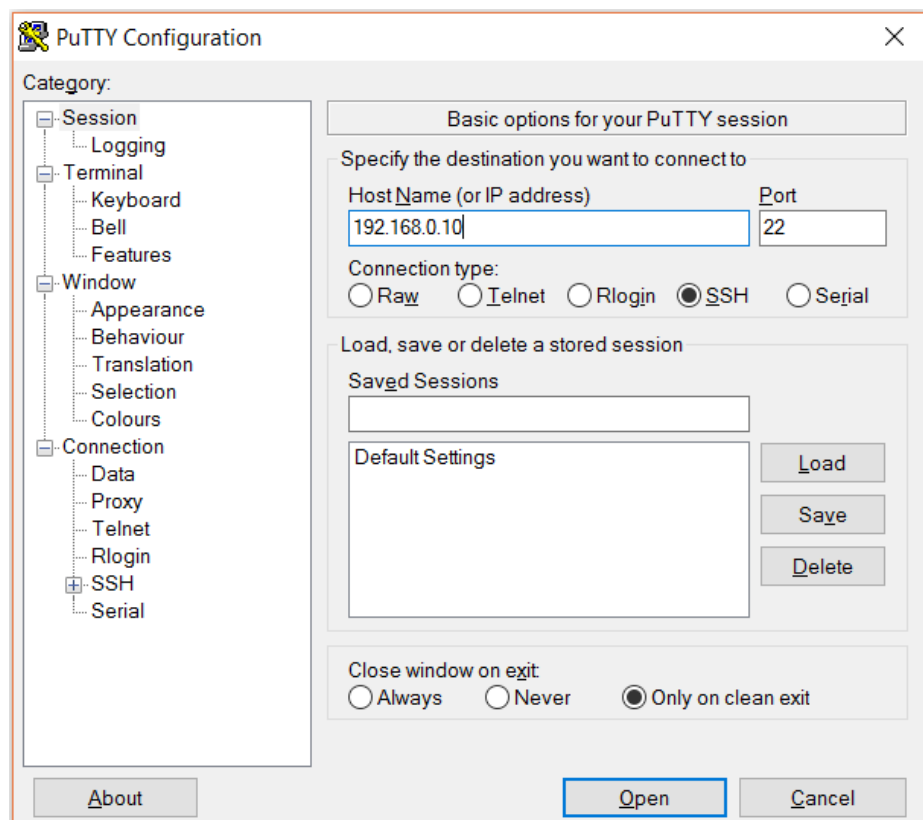 PuTTY Configuration
Category:
Session
Logging
Terminal
Keyboard
Bell
Features
Window
Appearance
Behaviour
Translation
Selection
Colours
Connection
Data
Proxy
Telnet
Rlogin
SSH
Serial
Basic options for your PuTTY session
Specify the destination you want to connect to
Host Name (or IP address) Port
192.168.0.10 22
Connection type:
Raw Telnet Rlogin SSH Serial
Load, save or delete a stored session
Saved Sessions
Default Settings
Load
Save
Delete
Close window on exit:
Always Never Only on clean exit
About Open Cancel